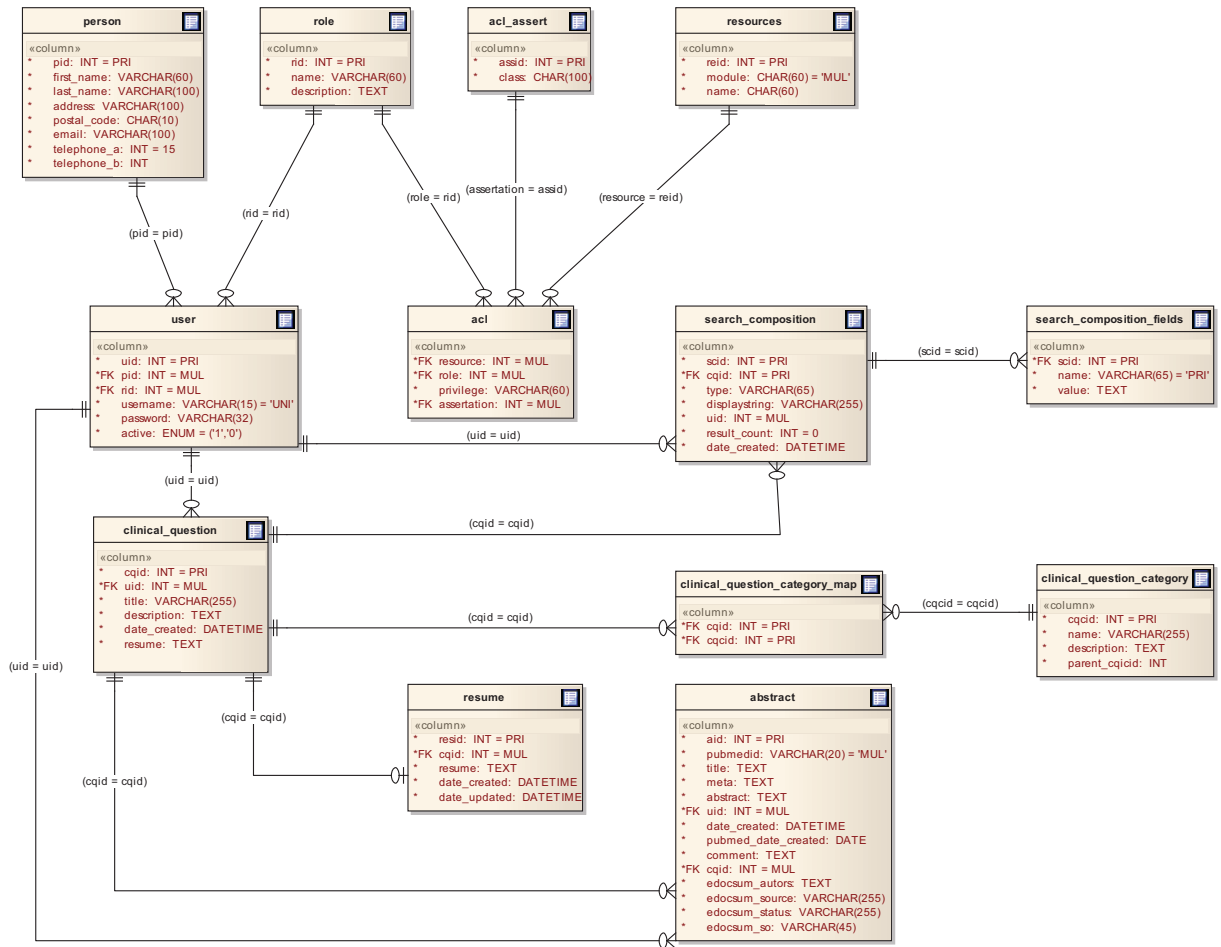 person
«column»
* pid: INT = PRI
* first_name: VARCHAR(60)
* last_name: VARCHAR(100)
* address: VARCHAR(100)
* postal_code: CHAR(10)
* email: VARCHAR(100)
* telephone_a: INT = 15
* telephone_b: INT
role
«column»
* rid: INT = PRI
* name: VARCHAR(60)
* description: TEXT
acl_assert
«column»
* assid: INT = PRI
* class: CHAR(100)
resources
«column»
* reid: INT = PRI
* module: CHAR(60) = 'MUL'
* name: CHAR(60)
(pid = pid)
(rid = rid)
(role = rid)
(assertation = assid)
(resource = reid)
user
«column»
* uid: INT = PRI
*FK pid: INT = MUL
*FK rid: INT = MUL
* username: VARCHAR(15) = 'UNI'
* password: VARCHAR(32)
* active: ENUM = ('1','0')
acl
«column»
*FK resource: INT = MUL
*FK role: INT = MUL
* privilege: VARCHAR(60)
*FK assertation: INT = MUL
search_composition
«column»
* scid: INT = PRI
*FK cqid: INT = MUL
* type: VARCHAR(65)
* displaystring: VARCHAR(255)
* uid: INT = MUL
* result_count: INT = 0
* date_created: DATETIME
(scid = scid)
search_composition_fields
«column»
*FK scid: INT = PRI
* name: VARCHAR(65) = 'PRI'
* value: TEXT
(uid = uid)
(uid = uid)
clinical_question
«column»
* cqid: INT = PRI
*FK uid: INT = MUL
* title: VARCHAR(255)
* description: TEXT
* date_created: DATETIME
* resume: TEXT
(cqid = cqid)
(cqid = cqid)
clinical_question_category_map
«column»
*FK cqid: INT = PRI
*FK cqcid: INT = PRI
(cqcid = cqcid)
clinical_question_category
«column»
* cqcid: INT = PRI
* name: VARCHAR(255)
* description: TEXT
* parent_cqicid: INT
(uid = uid)
(cqid = cqid)
(cqid = cqid)
resume
«column»
* resid: INT = PRI
*FK cqid: INT = MUL
* resume: TEXT
* date_created: DATETIME
* date_updated: DATETIME
abstract
«column»
* aid: INT = PRI
* pubmedid: VARCHAR(20) = 'MUL'
* title: TEXT
* meta: TEXT
* abstract: TEXT
*FK uid: INT = MUL
* date_created: DATETIME
* pubmed_date_created: DATE
* comment: TEXT
*FK cqid: INT = MUL
* edocsum_autors: TEXT
* edocsum_source: VARCHAR(255)
* edocsum_status: VARCHAR(255)
* edocsum_so: VARCHAR(45)